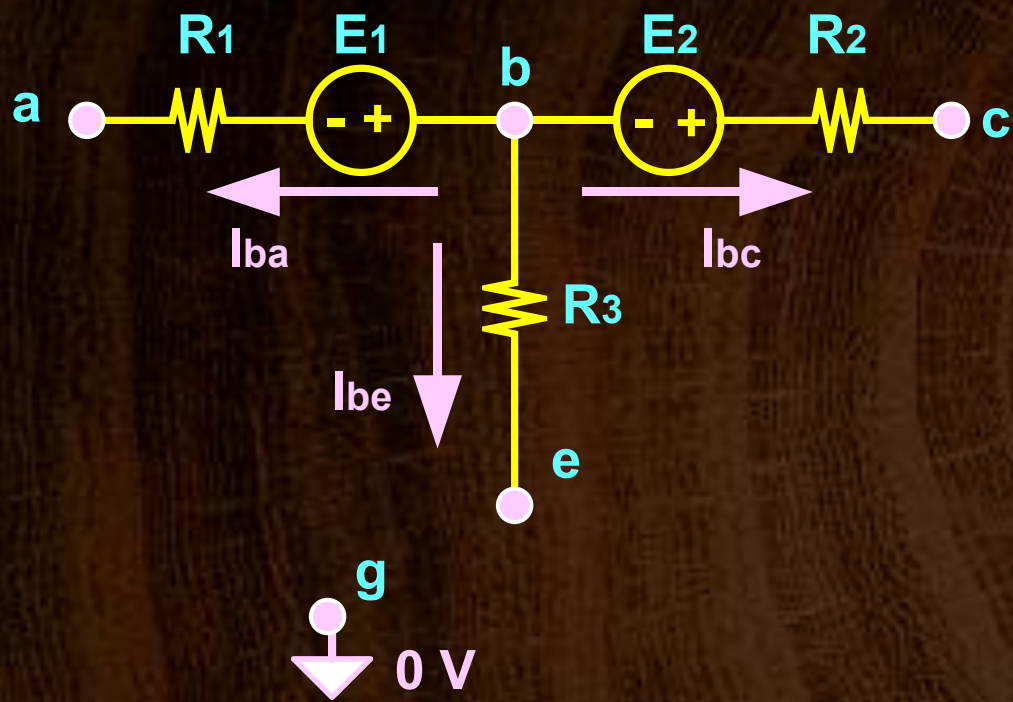 R1 E1 E2 R2
b
a
c
- + - +
Iba Ibc
R3
Ibe
e
g
0 V